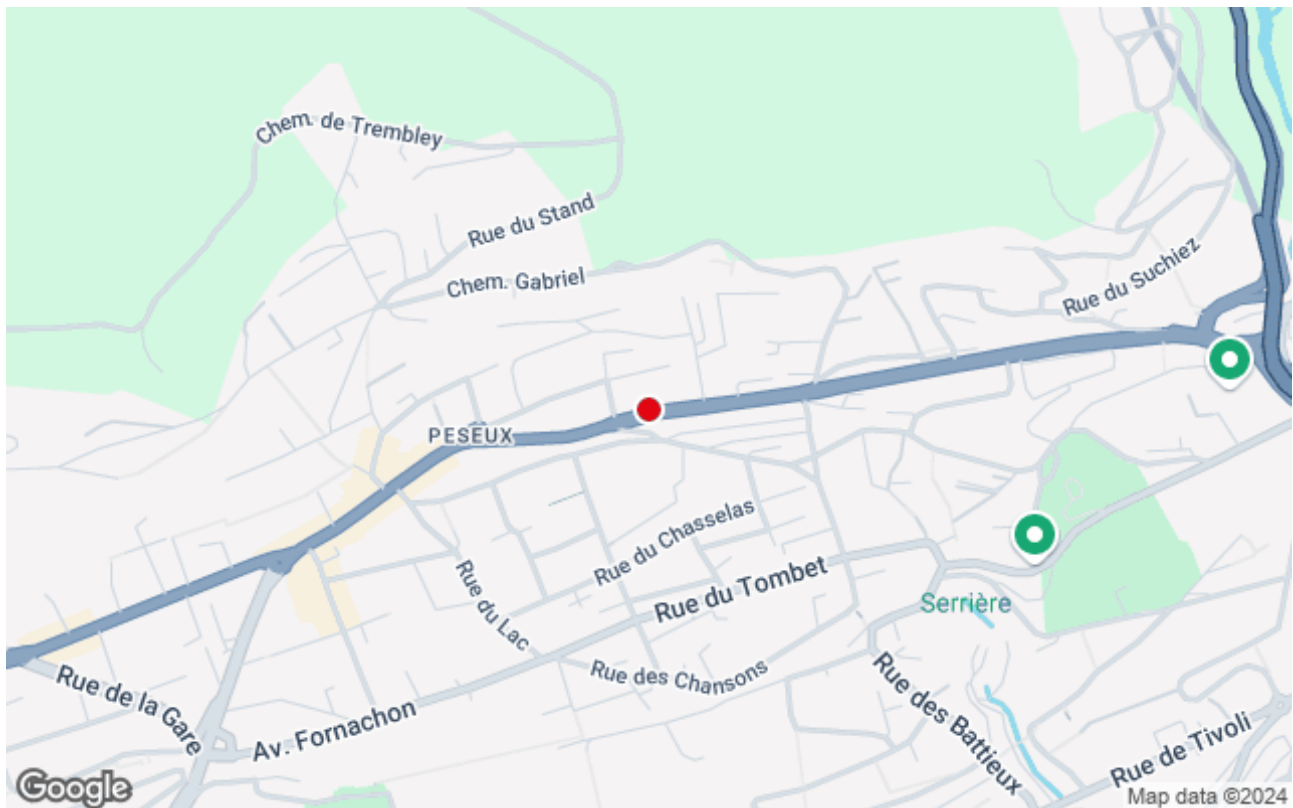 Chem. de Trembley
Rue du Stand
Chem. Gabriel
Rue du Suchiez
PESEUX
Rue du Chasselas
Rue du Tombet
Serrière
Rue du Lac
Rue des Chansons
Rue de la Gare
Av. Fornachon
Rue des Battieux
Rue de Tivoli
Google
Map data ©2024